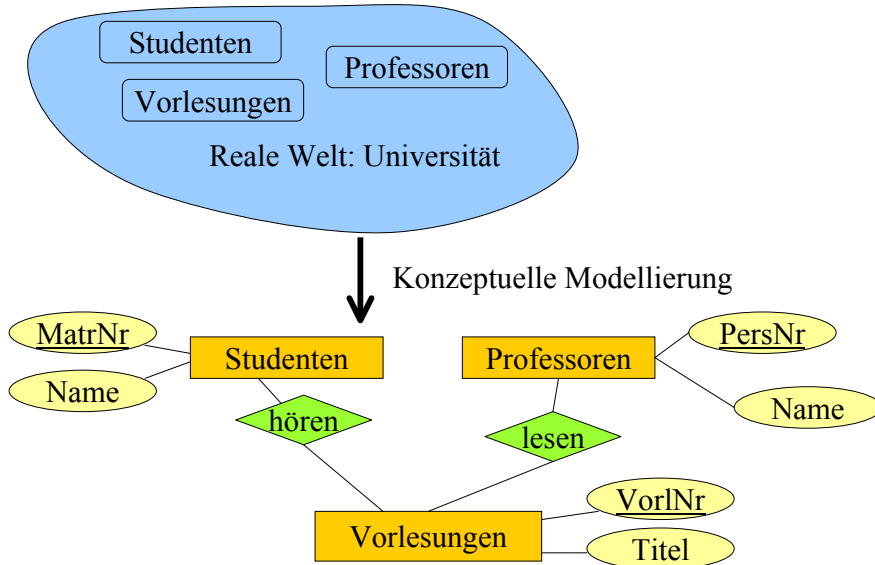 Studenten
Professoren
Vorlesungen
Reale Welt: Universität
Konzeptuelle Modellierung
MatrNr
Studenten
Professoren
PersNr
Name
Name
hören
lesen
VorlNr
Vorlesungen
Titel